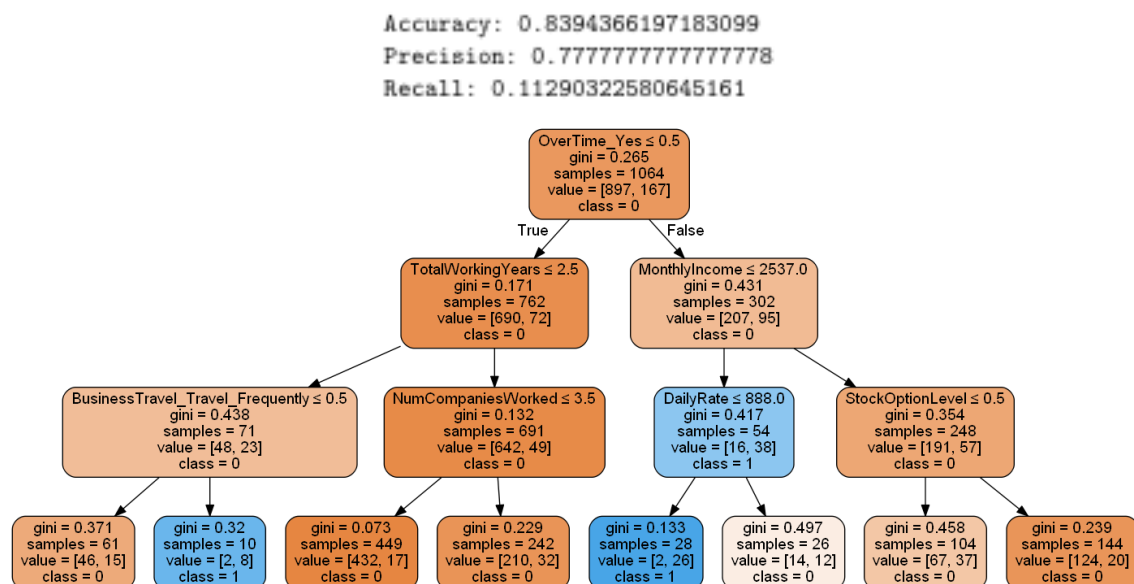 Accuracy: 0.8394366197183099
Precision: 0.7777777777777778
Recall: 0.11290322580645161
OverTime_Yes ≤ 0.5
gini = 0.265
samples = 1064
value = [897, 167]
class = 0
True
False
TotalWorkingYears ≤ 2.5
gini = 0.171
samples = 762
value = [690, 72]
class = 0
MonthlyIncome ≤ 2537.0
gini = 0.431
samples = 302
value = [207, 95]
class = 0
BusinessTravel_Travel_Frequently ≤ 0.5
gini = 0.438
samples = 71
value = [48, 23]
class = 0
NumCompaniesWorked ≤ 3.5
gini = 0.132
samples = 691
value = [642, 49]
class = 0
DailyRate ≤ 888.0
gini = 0.417
samples = 54
value = [16, 38]
class = 1
StockOptionLevel ≤ 0.5
gini = 0.354
samples = 248
value = [191, 57]
class = 0
gini = 0.371
samples = 61
value = [46, 15]
class = 0
gini = 0.32
samples = 10
value = [2, 8]
class = 1
gini = 0.073
samples = 449
value = [432, 17]
class = 0
gini = 0.229
samples = 242
value = [210, 32]
class = 0
gini = 0.133
samples = 28
value = [2, 26]
class = 1
gini = 0.497
samples = 26
value = [14, 12]
class = 0
gini = 0.458
samples = 104
value = [67, 37]
class = 0
gini = 0.239
samples = 144
value = [124, 20]
class = 0